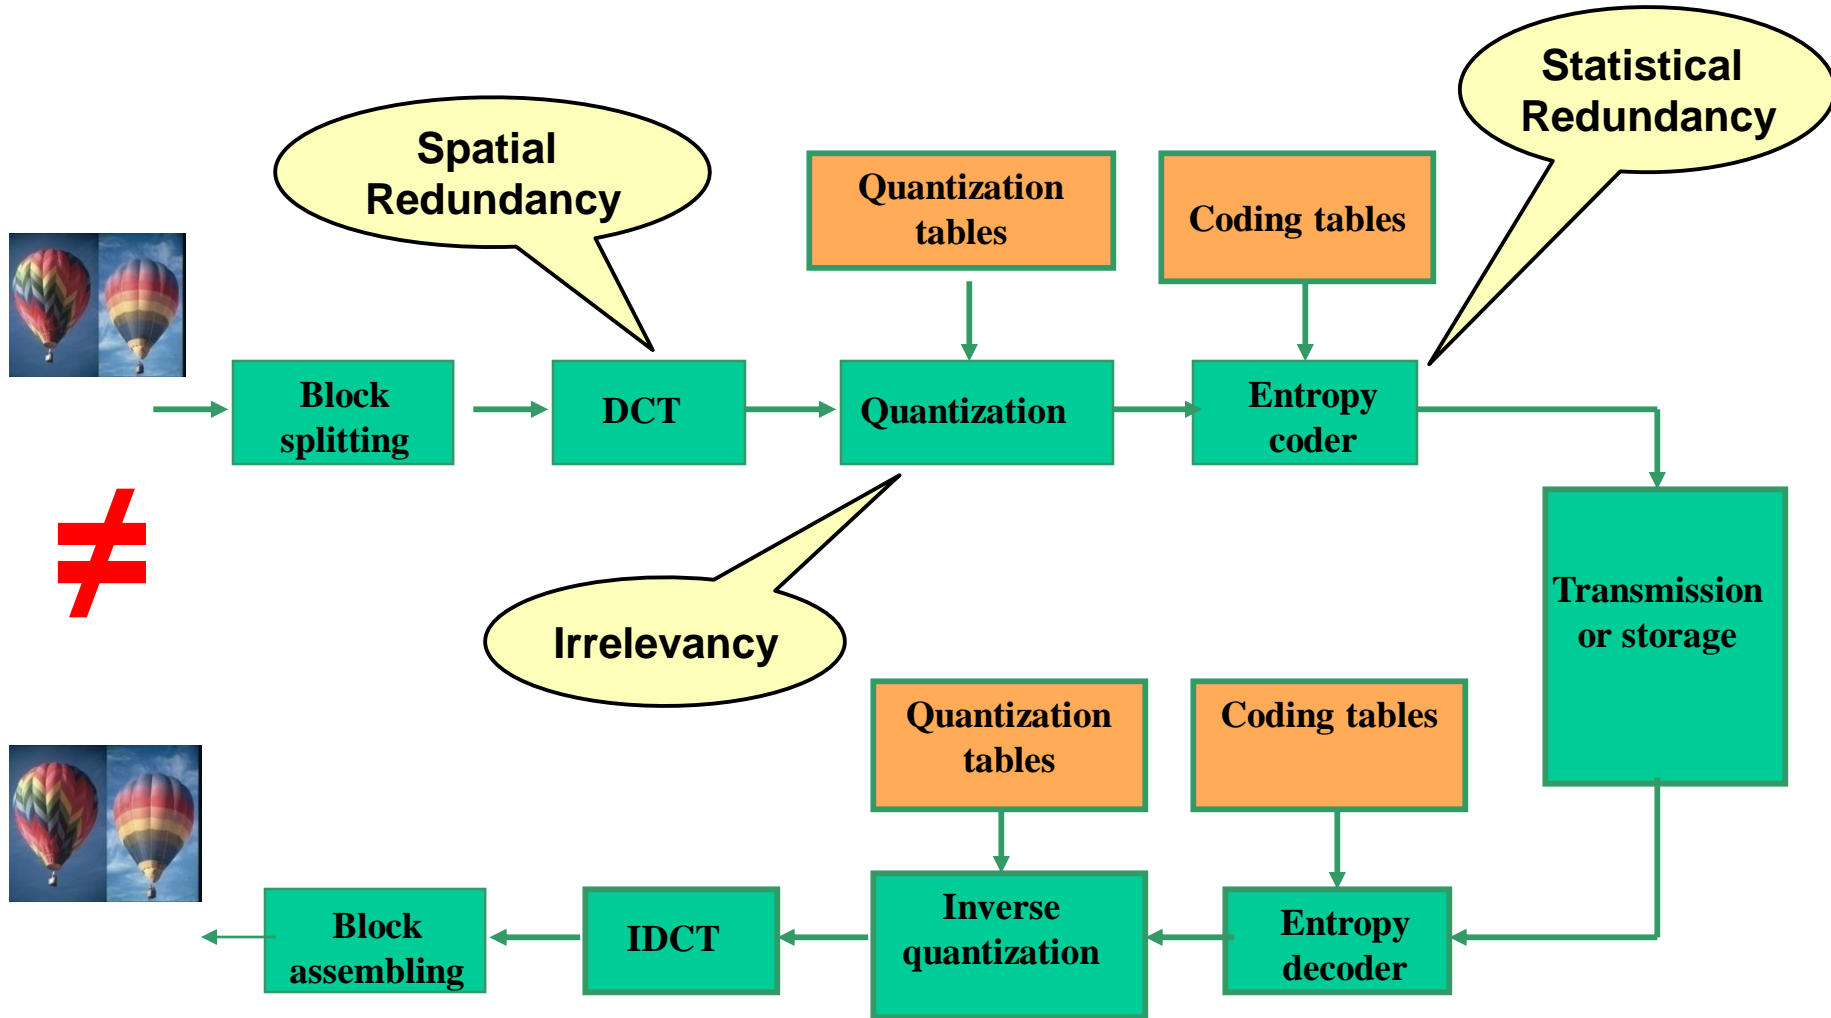 Statistical
Redundancy
Spatial
Redundancy
Quantization
tables
Coding tables
Block
splitting
DCT
Quantization
Entropy
coder
≠
Transmission
or storage
Irrelevancy
Quantization
tables
Coding tables
Block
assembling
IDCT
Inverse
quantization
Entropy
decoder